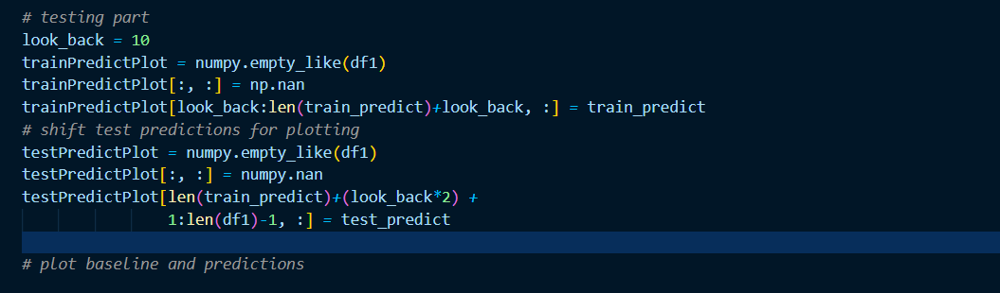 # testing part
look_back = 10
trainPredictPlot = numpy.empty_like(df1)
trainPredictPlot[:, :] = np.nan
trainPredictPlot[look_back:len(train_predict)+look_back, :] = train_predict
# shift test predictions for plotting
testPredictPlot = numpy.empty_like(df1)
testPredictPlot[:, :] = numpy.nan
testPredictPlot[len(train_predict)+(look_back*2) +
1:len(df1)-1, :] = test_predict
# plot baseline and predictions